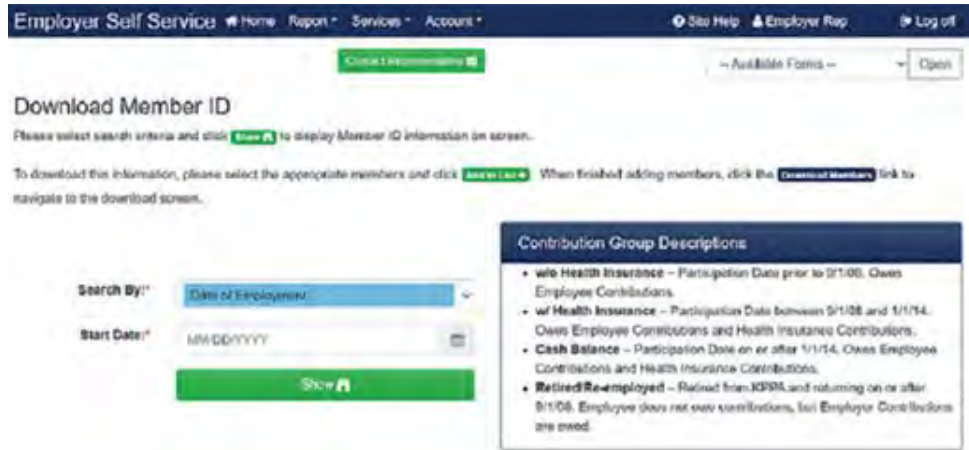 Employer Self Service Home Report Services Account Site Help Employer Rep Log off
-- Available Forms -- Open
Download Member ID
Please select search criteria and click Show to display Member ID information on screen.
To download this information, please select the appropriate members and click Add to List . When finished adding members, click the Download Members link to
navigate to the download screen.
Contribution Group Descriptions
w/o Health Insurance – Participation Date prior to 9/1/08. Owes
Employee Contributions.
Search By:* Date of Employment
w/ Health Insurance – Participation Date between 9/1/08 and 1/1/14.
Owes Employee Contributions and Health Insurance Contributions.
Start Date:* MM/DD/YYYY
Cash Balance – Participation Date on or after 1/1/14. Owes Employee
Contributions and Health Insurance Contributions.
Show
Retired/Re-employed – Retired from KPPA and returning on or after
9/1/08. Employee does not owe contributions, but Employer Contributions
are owed.